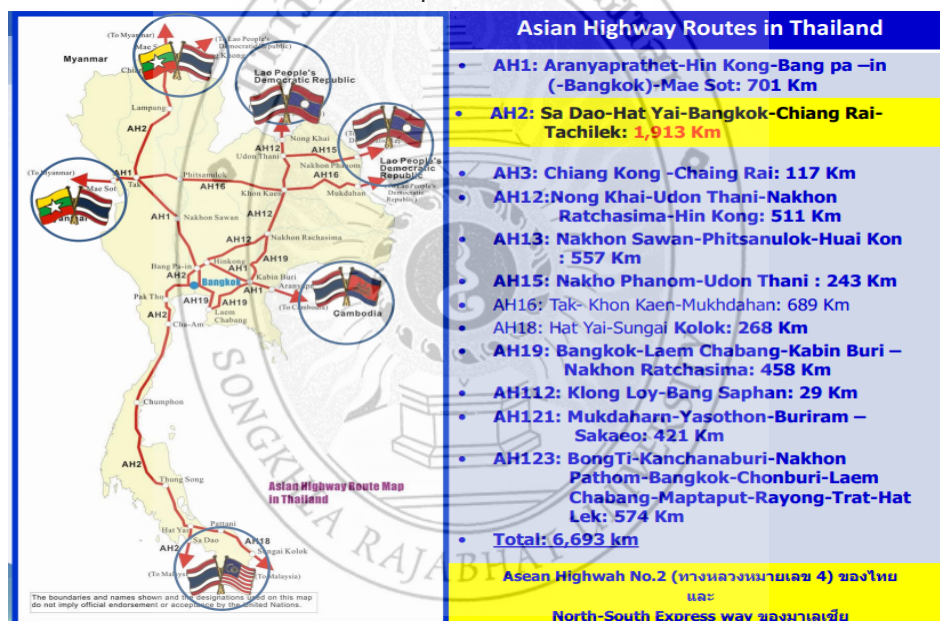 Asian Highway Routes in Thailand
• AH1: Aranyaprathet-Hin Kong-Bang pa –in
(-Bangkok)-Mae Sot: 701 Km
• AH2: Sa Dao-Hat Yai-Bangkok-Chiang Rai-
Tachilek: 1,913 Km
• AH3: Chiang Kong -Chaing Rai: 117 Km
• AH12:Nong Khai-Udon Thani-Nakhon
Ratchasima-Hin Kong: 511 Km
• AH13: Nakhon Sawan-Phitsanulok-Huai Kon
: 557 Km
• AH15: Nakho Phanom-Udon Thani : 243 Km
• AH16: Tak- Khon Kaen-Mukhdahan: 689 Km
• AH18: Hat Yai-Sungai Kolok: 268 Km
• AH19: Bangkok-Laem Chabang-Kabin Buri –
Nakhon Ratchasima: 458 Km
• AH112: Klong Loy-Bang Saphan: 29 Km
• AH121: Mukdaharn-Yasothon-Buriram –
Sakaeo: 421 Km
• AH123: BongTi-Kanchanaburi-Nakhon
Pathom-Bangkok-Chonburi-Laem
Chabang-Maptaput-Rayong-Trat-Hat
Lek: 574 Km
• Total: 6,693 km
Asean Highwah No.2 (ทางหลวงหมายเลข 4) ของไทย
และ
North-South Express way ของมาเลเซีย
(To Myanmar)
Mae S
(To Lao People's
Democratic Republic)
Myanmar
Lao People's
Democratic Republic
Lampang
AH2
Nong Khai
AH12
Udon Thani
AH15
Nakhon Phanom
Lao People's
Democratic
Republic
(To Myanmar)
Mae Sot
AH1
Tak
Phitsanulok
AH16
Khon Kaen
AH16
Mukdahan
AH1
Nakhon Sawan
AH12
AH12
Nakhon Rachasima
AH19
Bang Pa-in
Hinkong
AH1
AH2
Bangkok
Kabin Buri
AH1
Pak Tho
AH19
AH19
(To Cambodia)
Cambodia
Laem
Chabang
AH2
Cha-Am
Chumphon
AH2
Asian Highway Route Map
in Thailand
Thung Song
Hat Yai
Pattani
Sa Dao
AH18
AH2
Sungai Kolok
(To Malaysia)
The boundaries and names shown and the designations used on this map
do not imply official endorsement or acceptance by the United Nations.
SONGKHLA RAJABHAT UNIVERSITY